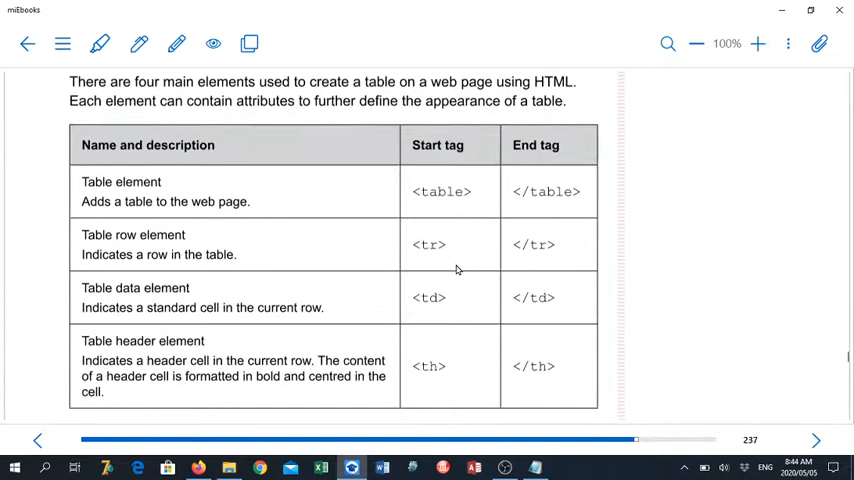 miEbooks
100%
There are four main elements used to create a table on a web page using HTML.
Each element can contain attributes to further define the appearance of a table.
Name and description Start tag End tag
Table element
Adds a table to the web page.
<table> </table>
Table row element
Indicates a row in the table.
<tr> </tr>
Table data element
Indicates a standard cell in the current row.
<td> </td>
Table header element
Indicates a header cell in the current row. The content
of a header cell is formatted in bold and centred in the
cell.
<th> </th>
237
ENG
8:44 AM
2020/05/05